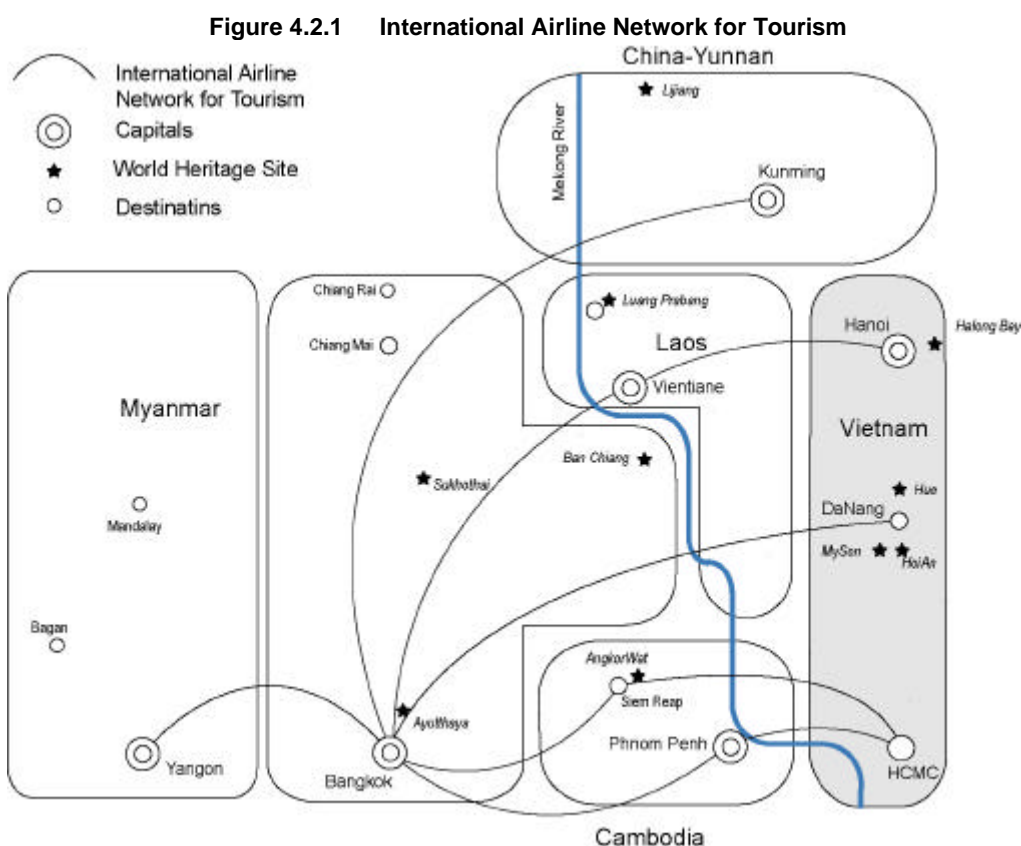 Figure 4.2.1 International Airline Network for Tourism
China-Yunnan
International Airline
Network for Tourism
Capitals
World Heritage Site
Destinatins
Mekong River
Lijiang
Kunming
Chiang Rai
Chiang Mai
Luang Prabang
Laos
Hanoi
Halong Bay
Vientiane
Myanmar
Vietnam
Ban Chiang
Sukhothai
Mandalay
Hue
DaNang
MySon
HoiAn
Bagan
AngkorWat
Siem Reap
Ayutthaya
Phnom Penh
Yangon
Bangkok
HCMC
Cambodia